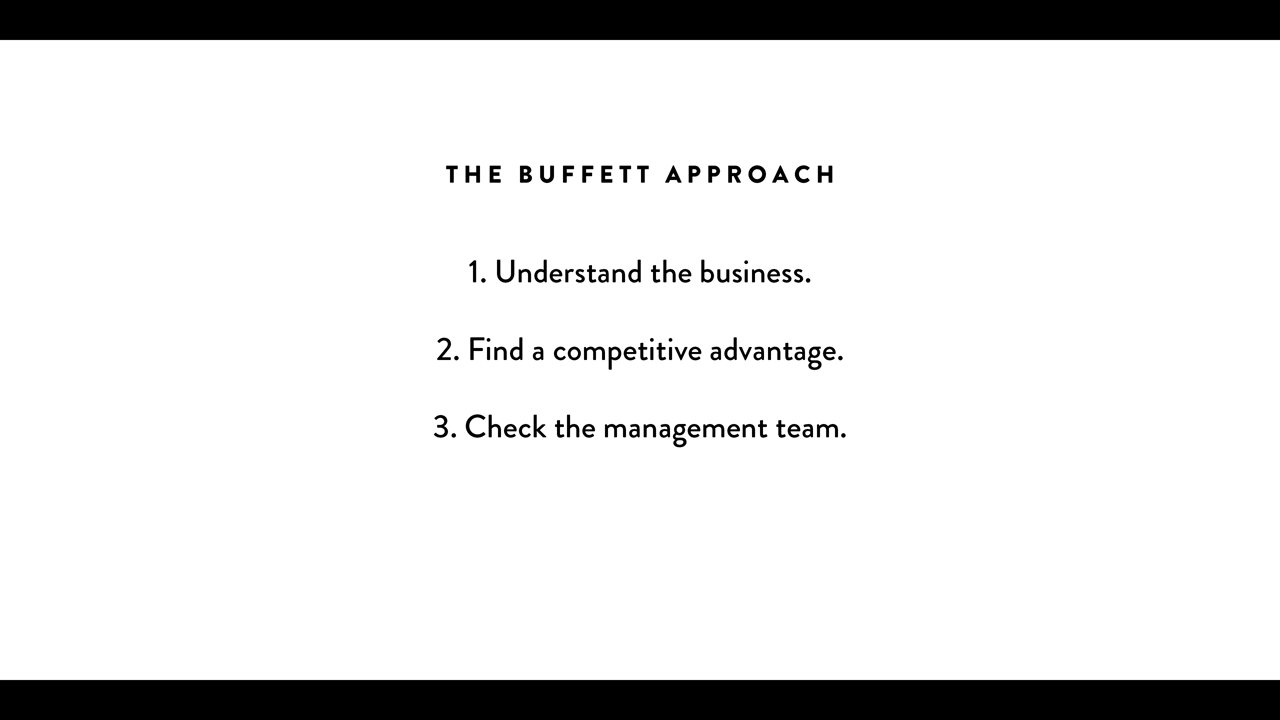 THE BUFFETT APPROACH
1. Understand the business.
2. Find a competitive advantage.
3. Check the management team.